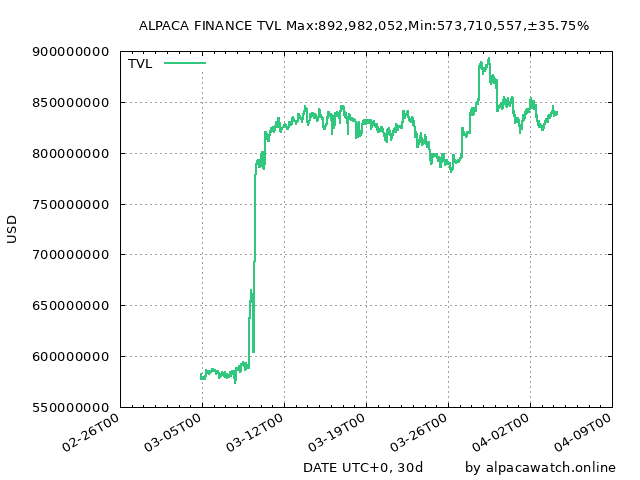 ALPACA FINANCE TVL Max:892,982,052,Min:573,710,557,±35.75%
TVL
900000000
850000000
800000000
750000000
700000000
650000000
600000000
550000000
USD
02-26T00
03-05T00
03-12T00
03-19T00
03-26T00
04-02T00
04-09T00
DATE UTC+0, 30d
by alpacawatch.online